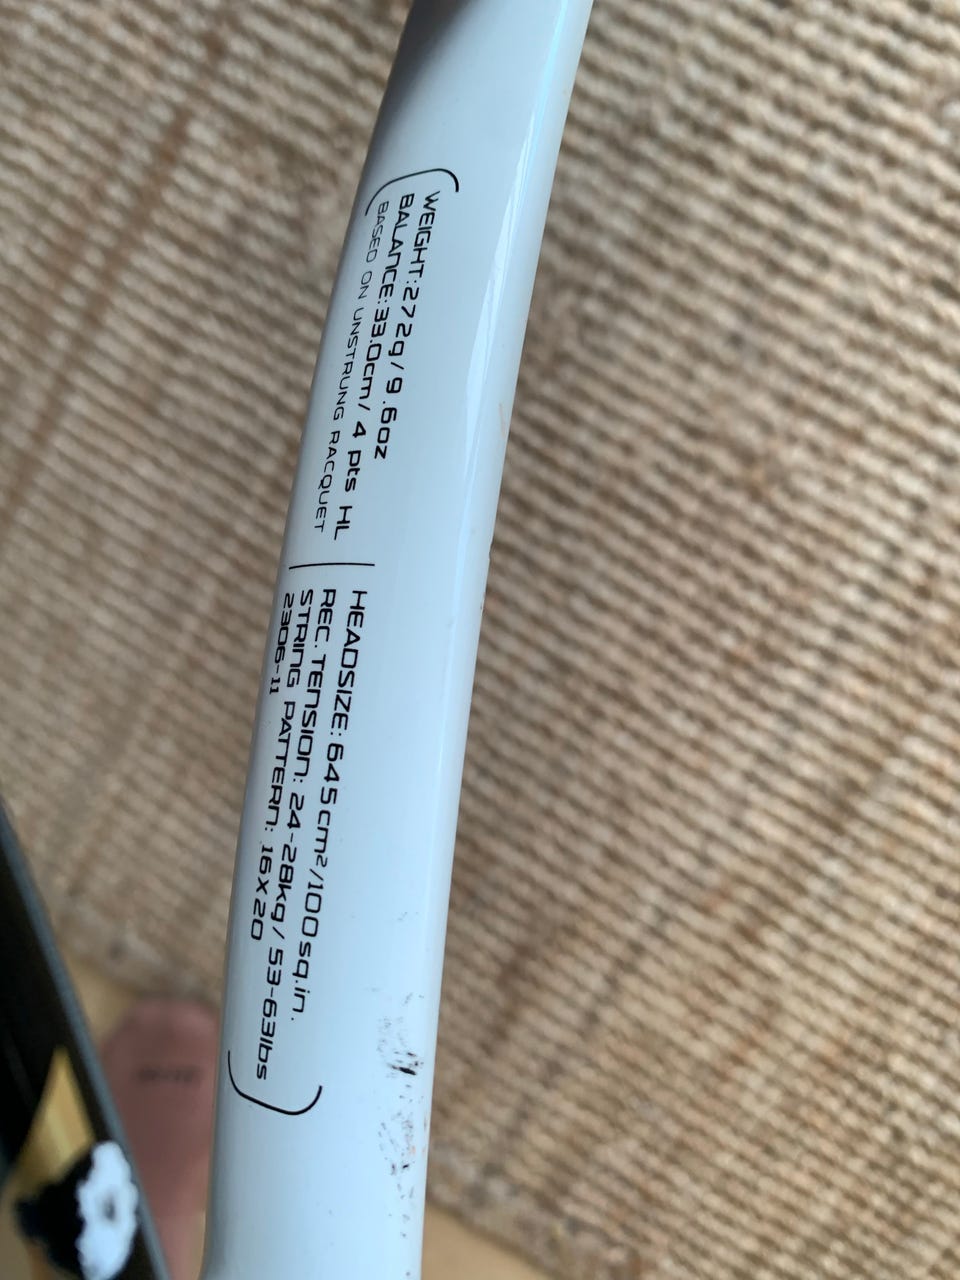 WEIGHT:272g/9.6oz
BALANCE:33.0cm/ 4 pts HL
BASED ON UNSTRUNG RACQUET
HEADSIZE: 645cm²/100sq.in.
REC. TENSION: 24-28kg/53-63lbs
STRING PATTERN: 16X20
2306-11